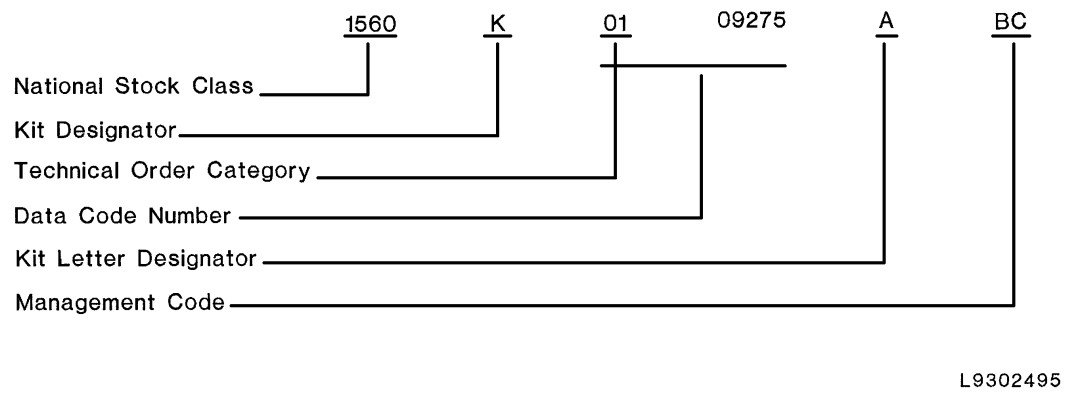 1560 K 01 09275 A BC
National Stock Class
Kit Designator
Technical Order Category
Data Code Number
Kit Letter Designator
Management Code
L9302495